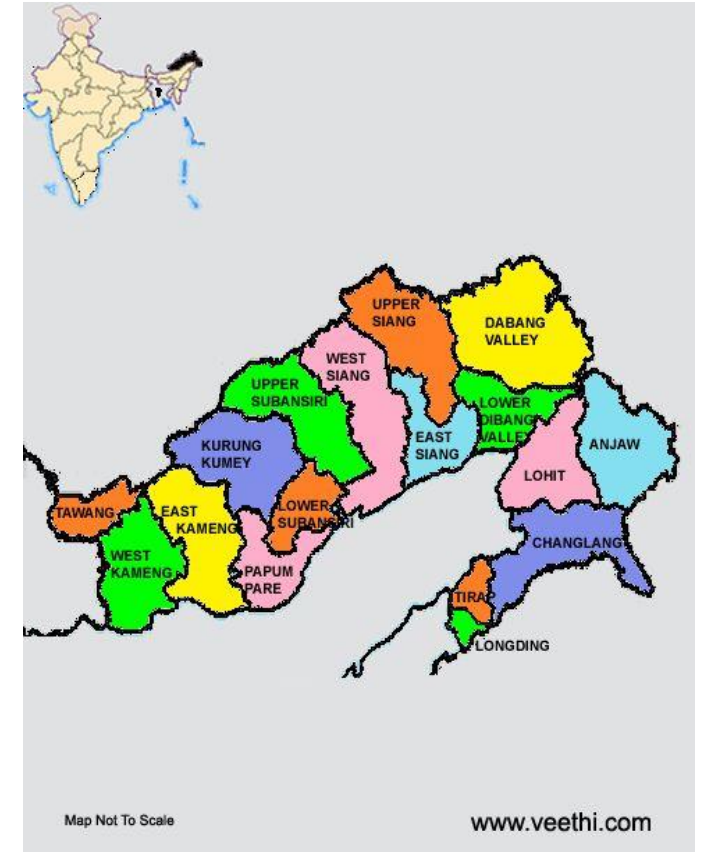 UPPER
SIANG
DABANG
VALLEY
WEST
SIANG
UPPER
SUBANSIRI
LOWER
DIBANG
VALLEY
EAST
SIANG
ANJAW
KURUNG
KUMEY
LOHIT
TAWANG
EAST
KAMENG
LOWER
SUBANSIRI
CHANGLANG
WEST
KAMENG
PAPUM
PARE
TIRAP
LONGDING
Map Not To Scale
www.veethi.com